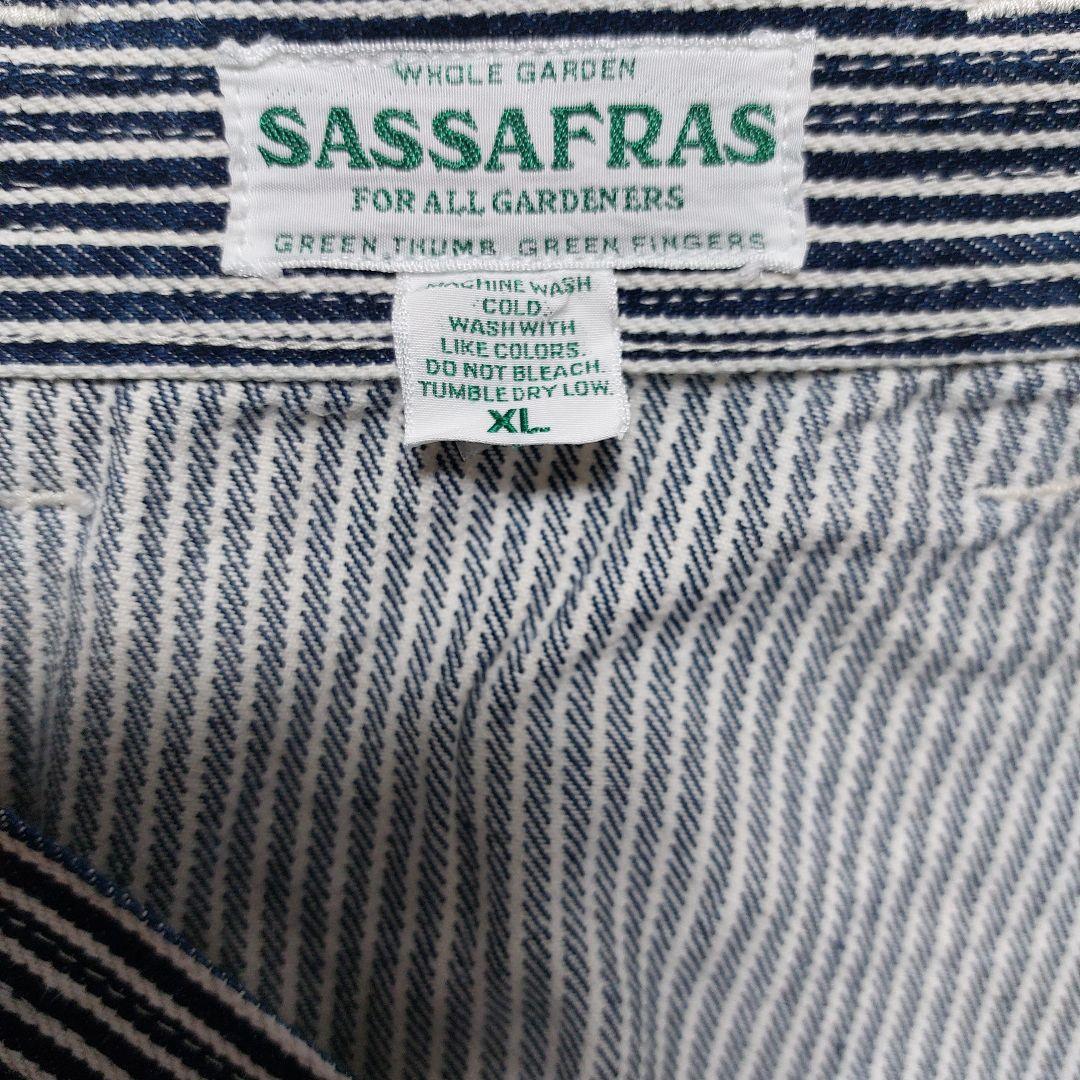 WHOLE GARDEN
SASSAFRAS
FOR ALL GARDENERS
GREEN THUMB GREEN FINGERS
MACHINE WASH
COLD.
WASH WITH
LIKE COLORS.
DO NOT BLEACH.
TUMBLE DRY LOW.
XL